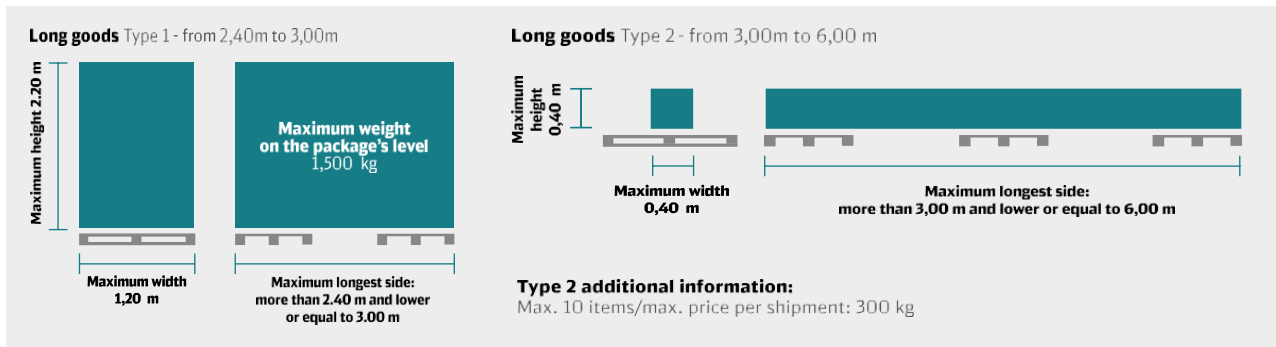 Long goods Type 1 - from 2,40m to 3,00m
Maximum height 2.20 m
Maximum weight
on the package's level
1,500 kg
Maximum width
1,20 m
Maximum longest side:
more than 2.40 m and lower
or equal to 3.00 m
Long goods Type 2 - from 3,00m to 6,00 m
Maximum
height
0,40 m
Maximum width
0,40 m
Maximum longest side:
more than 3,00 m and lower or equal to 6,00 m
Type 2 additional information:
Max. 10 items/max. price per shipment: 300 kg